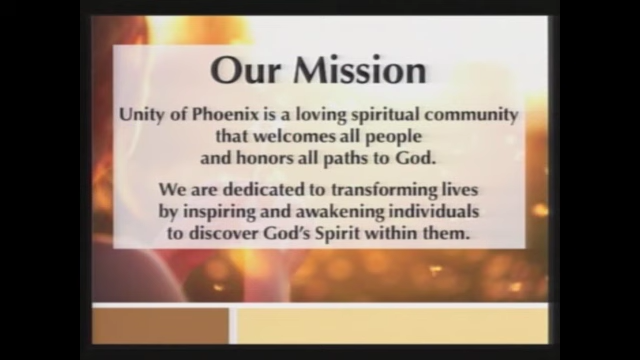 Our Mission
Unity of Phoenix is a loving spiritual community
that welcomes all people
and honors all paths to God.
We are dedicated to transforming lives
by inspiring and awakening individuals
to discover God's Spirit within them.